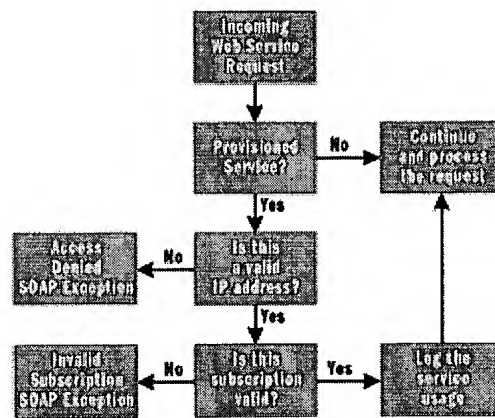 Incoming
Web Service
Request
Provisioned
Service?
No
Continue
and process
the request
Yes
Access
Denied
SOAP Exception
No
Is this
a valid
IP address?
Yes
Invalid
Subscription
SOAP Exception
No
Is this
subscription
valid?
Yes
Log the
service
usage